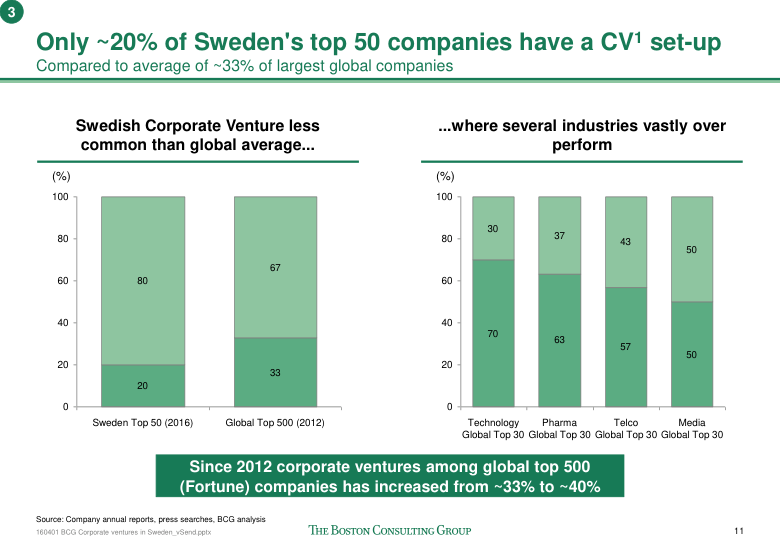 3
Only ~20% of Sweden's top 50 companies have a CV¹ set-up
Compared to average of ~33% of largest global companies
Swedish Corporate Venture less
common than global average...
(%)
100
80
60
40
20
0
80
20
67
33
Sweden Top 50 (2016)
Global Top 500 (2012)
...where several industries vastly over
perform
(%)
100
80
60
40
20
0
30
70
37
63
43
57
50
50
Technology
Global Top 30
Pharma
Global Top 30
Telco
Global Top 30
Media
Global Top 30
Since 2012 corporate ventures among global top 500
(Fortune) companies has increased from ~33% to ~40%
Source: Company annual reports, press searches, BCG analysis
160401 BCG Corporate ventures in Sweden_vSend.pptx
THE BOSTON CONSULTING GROUP
11